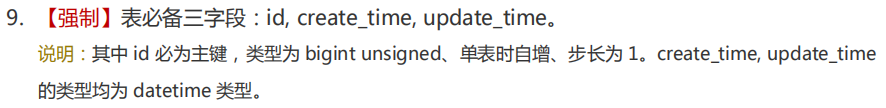 9. 【强制】表必备三字段：id, create_time, update_time。
说明：其中 id 必为主键，类型为 bigint unsigned、单表时自增、步长为 1。create_time, update_time
的类型均为 datetime 类型。